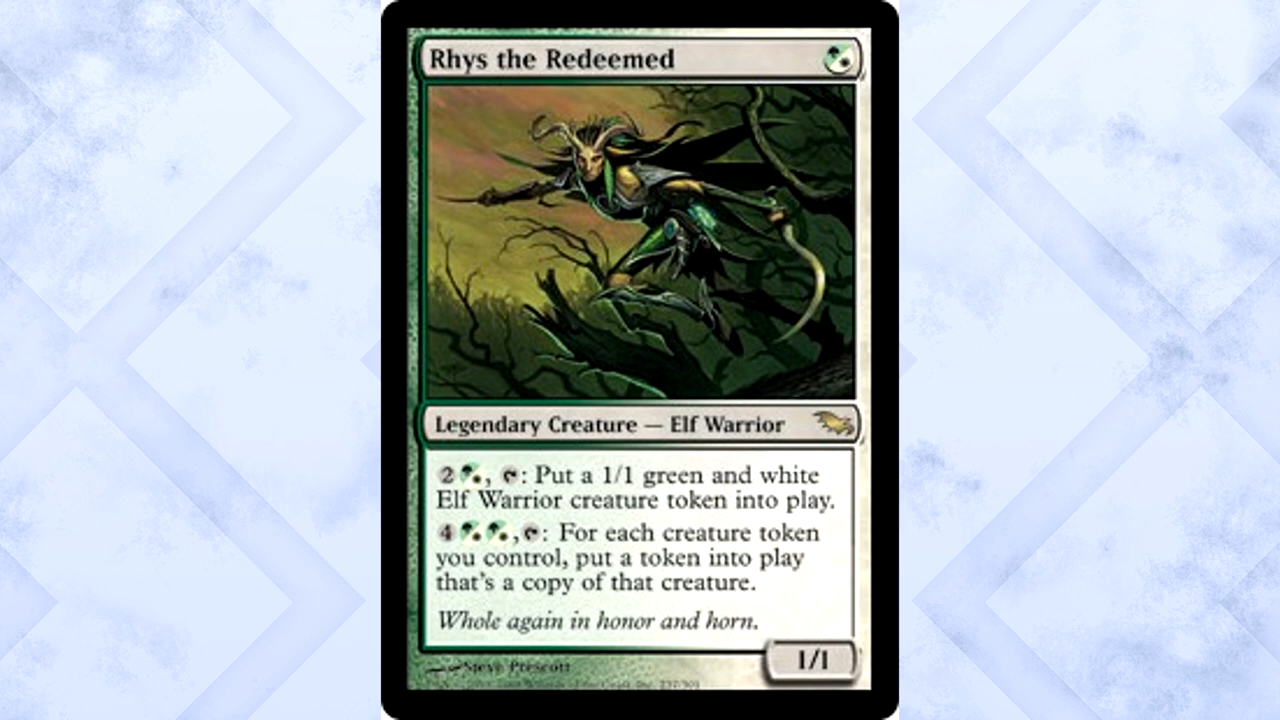 Rhys the Redeemed
Legendary Creature — Elf Warrior
2 , : Put a 1/1 green and white
Elf Warrior creature token into play.
4 , : For each creature token
you control, put a token into play
that's a copy of that creature.
Whole again in honor and horn.
1/1
Steve Prescott